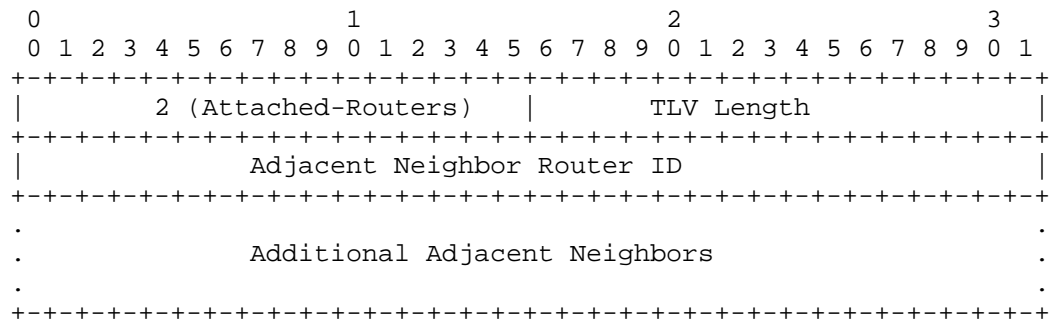 0                   1                   2                   3
 0 1 2 3 4 5 6 7 8 9 0 1 2 3 4 5 6 7 8 9 0 1 2 3 4 5 6 7 8 9 0 1
+-+-+-+-+-+-+-+-+-+-+-+-+-+-+-+-+-+-+-+-+-+-+-+-+-+-+-+-+-+-+-+-+
|        2 (Attached-Routers)   |       TLV Length              |
+-+-+-+-+-+-+-+-+-+-+-+-+-+-+-+-+-+-+-+-+-+-+-+-+-+-+-+-+-+-+-+-+
|              Adjacent Neighbor Router ID                      |
+-+-+-+-+-+-+-+-+-+-+-+-+-+-+-+-+-+-+-+-+-+-+-+-+-+-+-+-+-+-+-+-+
.                                                               .
.              Additional Adjacent Neighbors                    .
.                                                               .
+-+-+-+-+-+-+-+-+-+-+-+-+-+-+-+-+-+-+-+-+-+-+-+-+-+-+-+-+-+-+-+-+